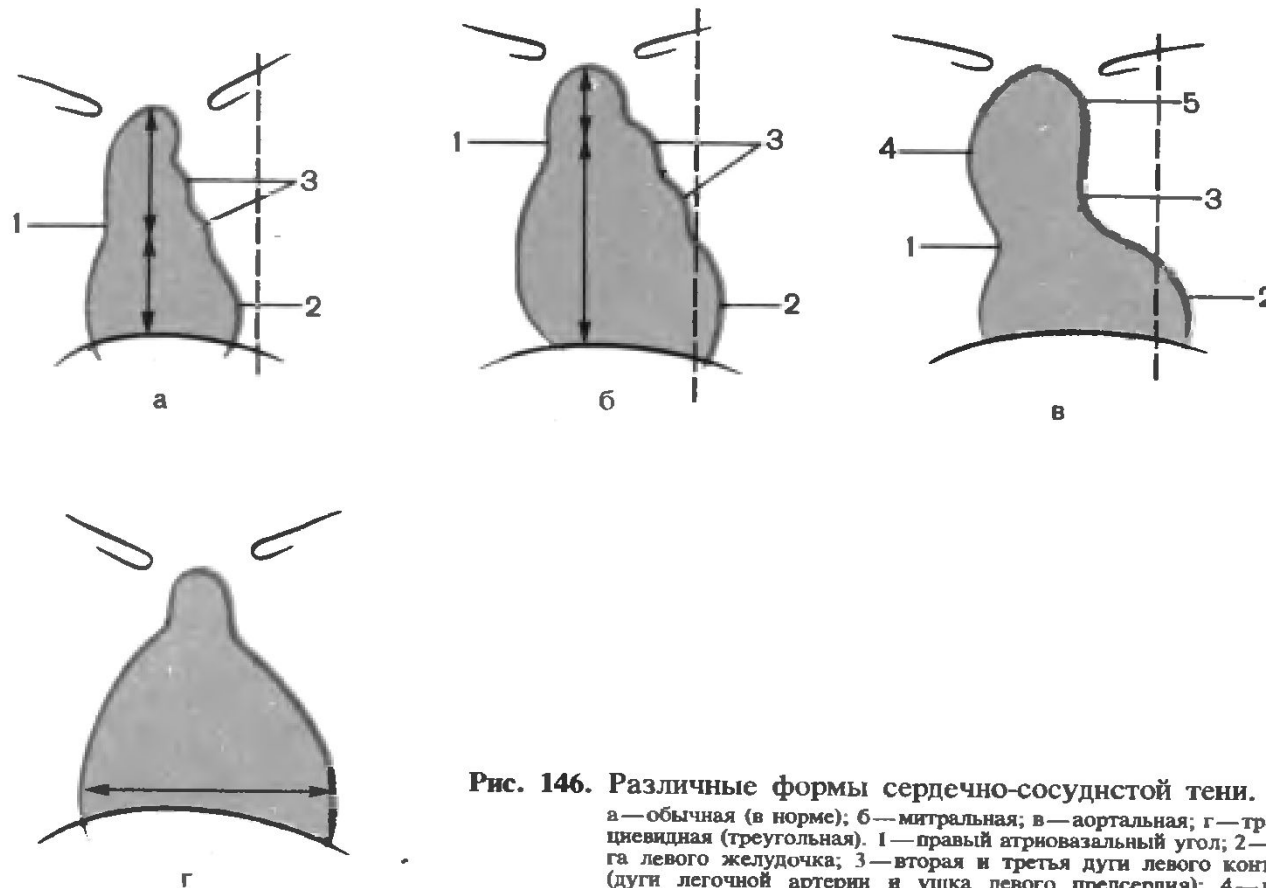 1
3
2
а
1
3
2
б
4
5
3
1
2
в
г
Рис. 146. Различные формы сердечно-сосуднстой тени.
а—обычная (в норме); б—митральная; в—аортальная; г—тр
циевидная (треугольная). 1—правый атриовазальный угол; 2—
га левого желудочка; 3—вторая и третья дуги левого конт
(дуги легочной артерии и ушка левого предсердия); 4—